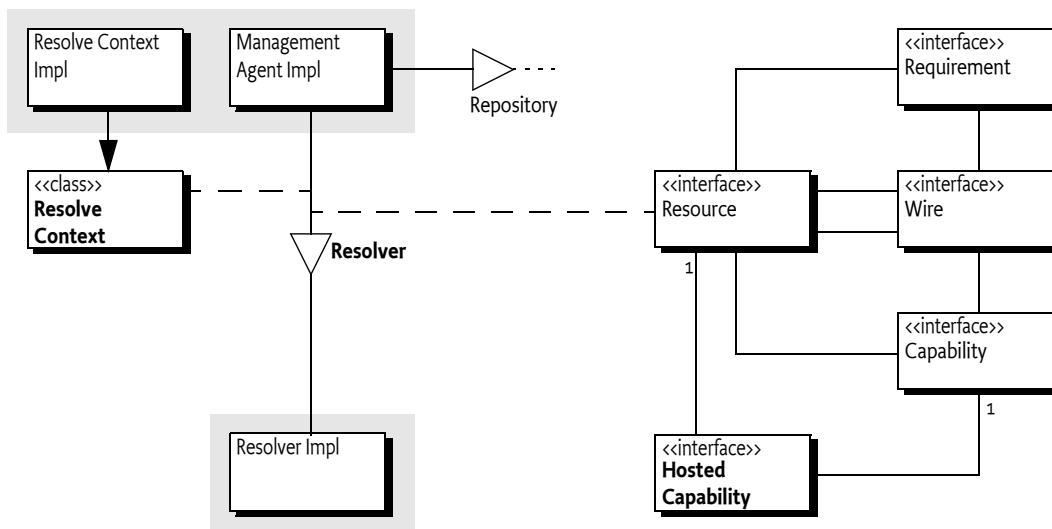 Resolve Context
Impl
Management
Agent Impl
Repository
<<interface>>
Requirement
<<class>>
Resolve
Context
Resolver
<<interface>>
Resource
<<interface>>
Wire
1
<<interface>>
Capability
1
Resolver Impl
<<interface>>
Hosted
Capability